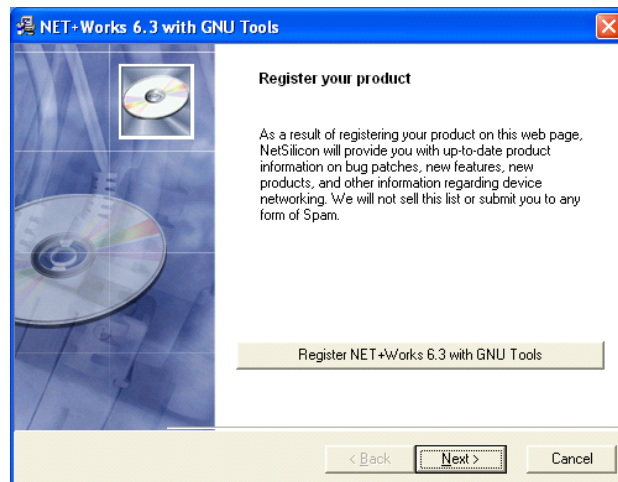 NET+Works 6.3 with GNU Tools
Register your product
As a result of registering your product on this web page,
NetSilicon will provide you with up-to-date product
information on bug patches, new features, new
products, and other information regarding device
networking. We will not sell this list or submit you to any
form of Spam.
Register NET+Works 6.3 with GNU Tools
< Back
Next >
Cancel